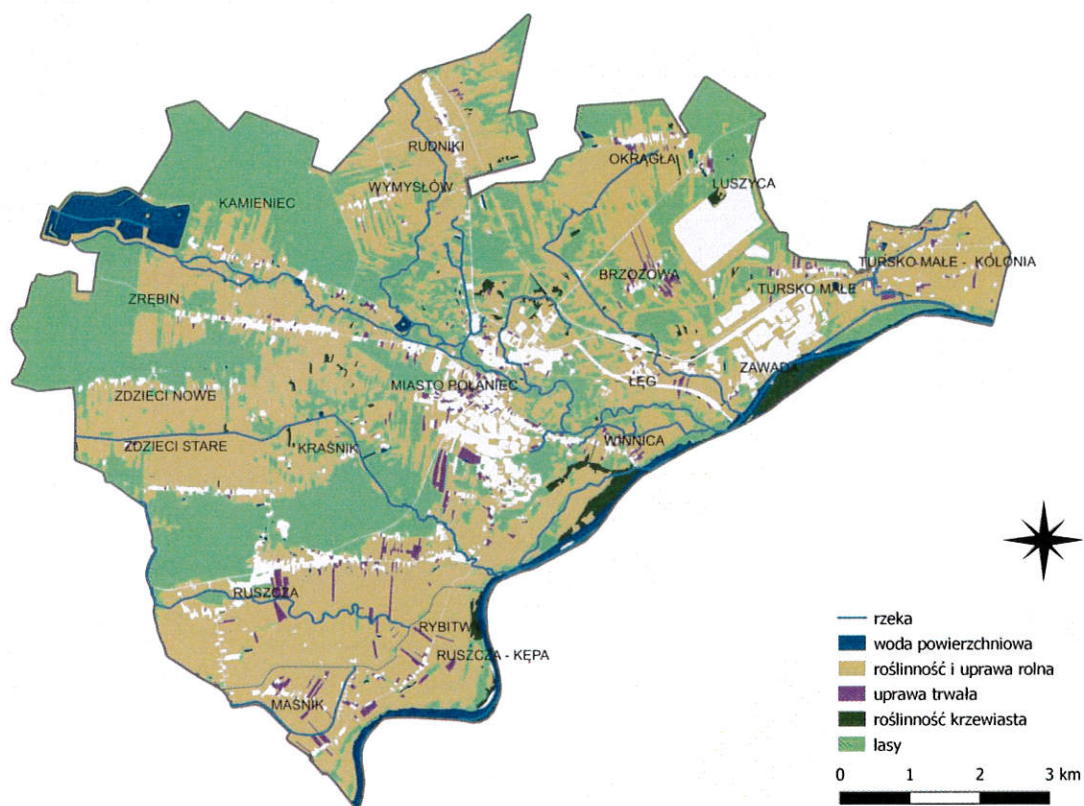 RUDNIKI
OKRĄGŁA
WYMYSŁÓW
ŁUSZYCA
KAMIENIEC
TURSKO MAŁE - KOLONIA
BRZOZOWA
TURSKO MAŁE
ZRĘBIN
ZAWADA
MIASTO POŁANIEC
ŁĘG
ZDZIECI NOWE
WINNICA
ZDZIECI STARE
KRAŚNIK
RUSZCZA
RYBITWY
RUSZCZA - KĘPA
MAŚNIK
rzeka
woda powierzchniowa
roślinność i uprawa rolna
uprawa trwała
roślinność krzewiasta
lasy
0 1 2 3 km